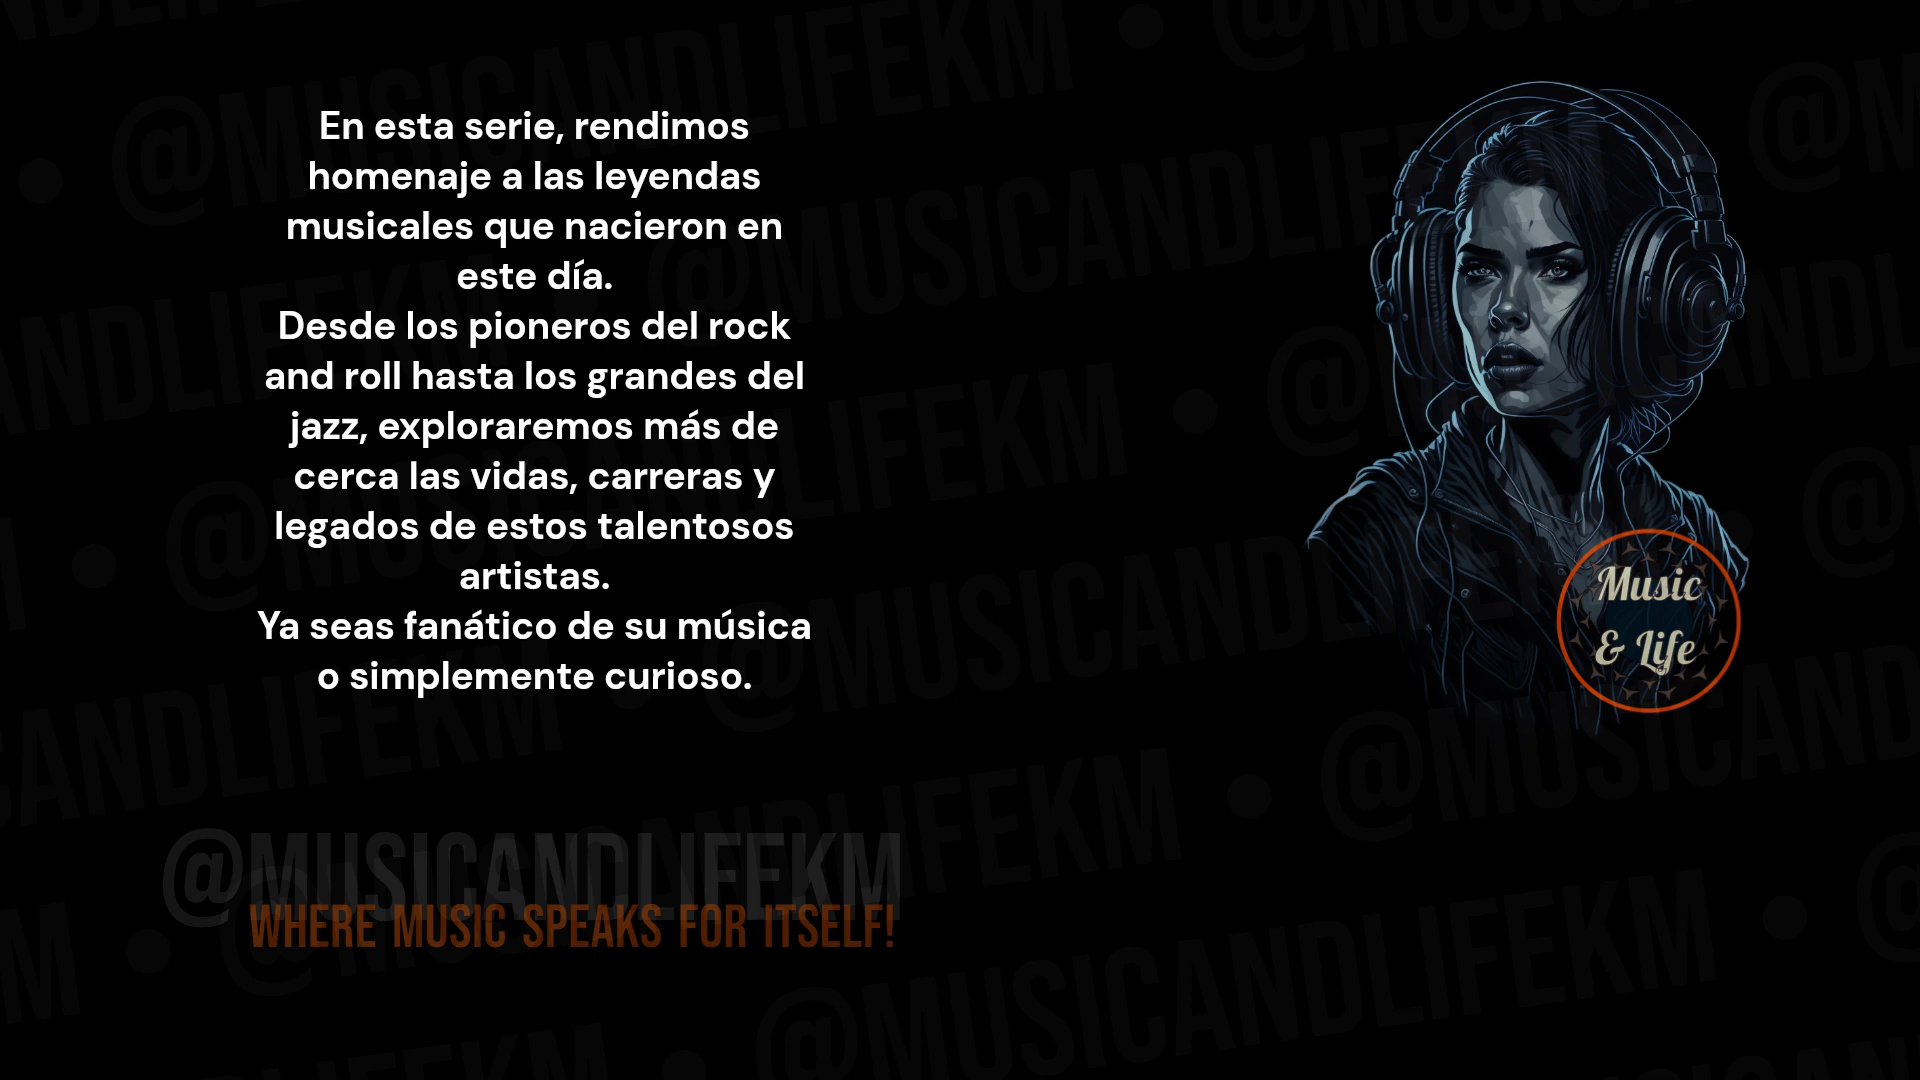 En esta serie, rendimos
homenaje a las leyendas
musicales que nacieron en
este día.
Desde los pioneros del rock
and roll hasta los grandes del
jazz, exploraremos más de
cerca las vidas, carreras y
legados de estos talentosos
artistas.
Ya seas fanático de su música
o simplemente curioso.
Music
& Life
@MUSICANDLIFEKM
WHERE MUSIC SPEAKS FOR ITSELF!